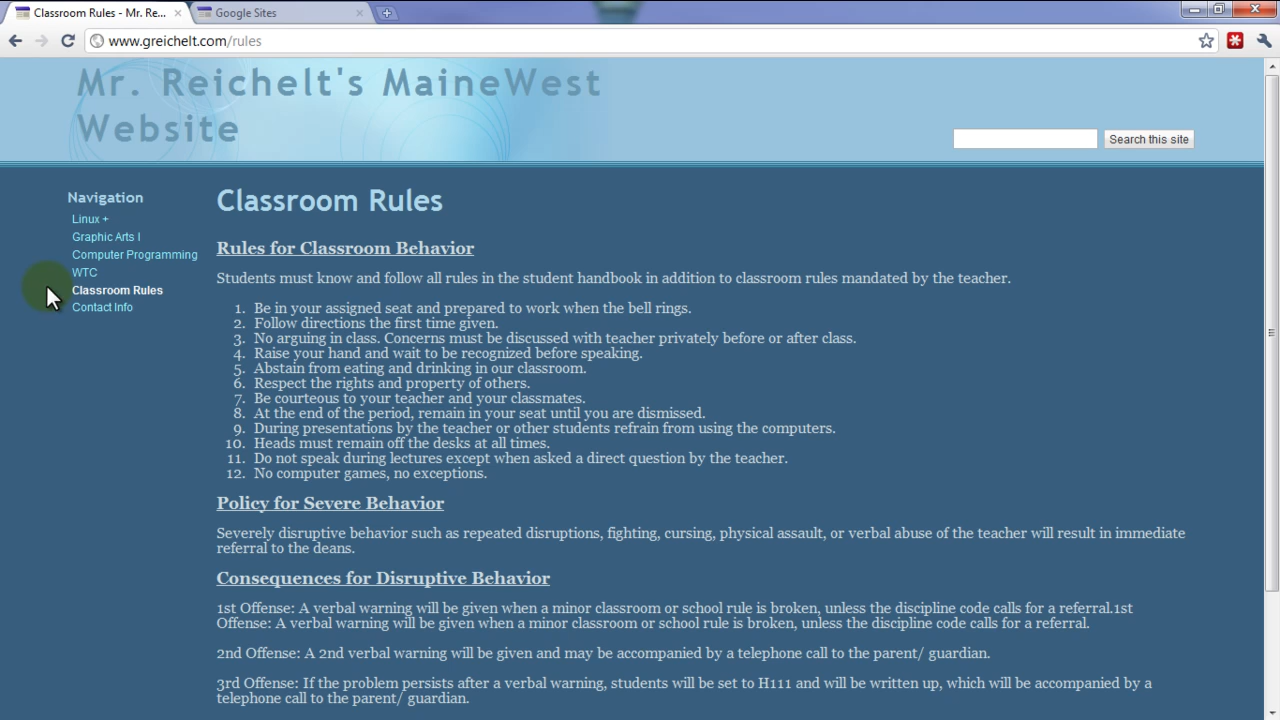 Classroom Rules - Mr. Re...
Google Sites
www.greichelt.com/rules
Mr. Reichelt's MaineWest
Website
Search this site
Navigation
Linux +
Graphic Arts I
Computer Programming
WTC
Classroom Rules
Contact Info
Classroom Rules
Rules for Classroom Behavior
Students must know and follow all rules in the student handbook in addition to classroom rules mandated by the teacher.
1. Be in your assigned seat and prepared to work when the bell rings.
2. Follow directions the first time given.
3. No arguing in class. Concerns must be discussed with teacher privately before or after class.
4. Raise your hand and wait to be recognized before speaking.
5. Abstain from eating and drinking in our classroom.
6. Respect the rights and property of others.
7. Be courteous to your teacher and your classmates.
8. At the end of the period, remain in your seat until you are dismissed.
9. During presentations by the teacher or other students refrain from using the computers.
10. Heads must remain off the desks at all times.
11. Do not speak during lectures except when asked a direct question by the teacher.
12. No computer games, no exceptions.
Policy for Severe Behavior
Severely disruptive behavior such as repeated disruptions, fighting, cursing, physical assault, or verbal abuse of the teacher will result in immediate
referral to the deans.
Consequences for Disruptive Behavior
1st Offense: A verbal warning will be given when a minor classroom or school rule is broken, unless the discipline code calls for a referral.1st
Offense: A verbal warning will be given when a minor classroom or school rule is broken, unless the discipline code calls for a referral.
2nd Offense: A 2nd verbal warning will be given and may be accompanied by a telephone call to the parent/ guardian.
3rd Offense: If the problem persists after a verbal warning, students will be set to H111 and will be written up, which will be accompanied by a
telephone call to the parent/ guardian.